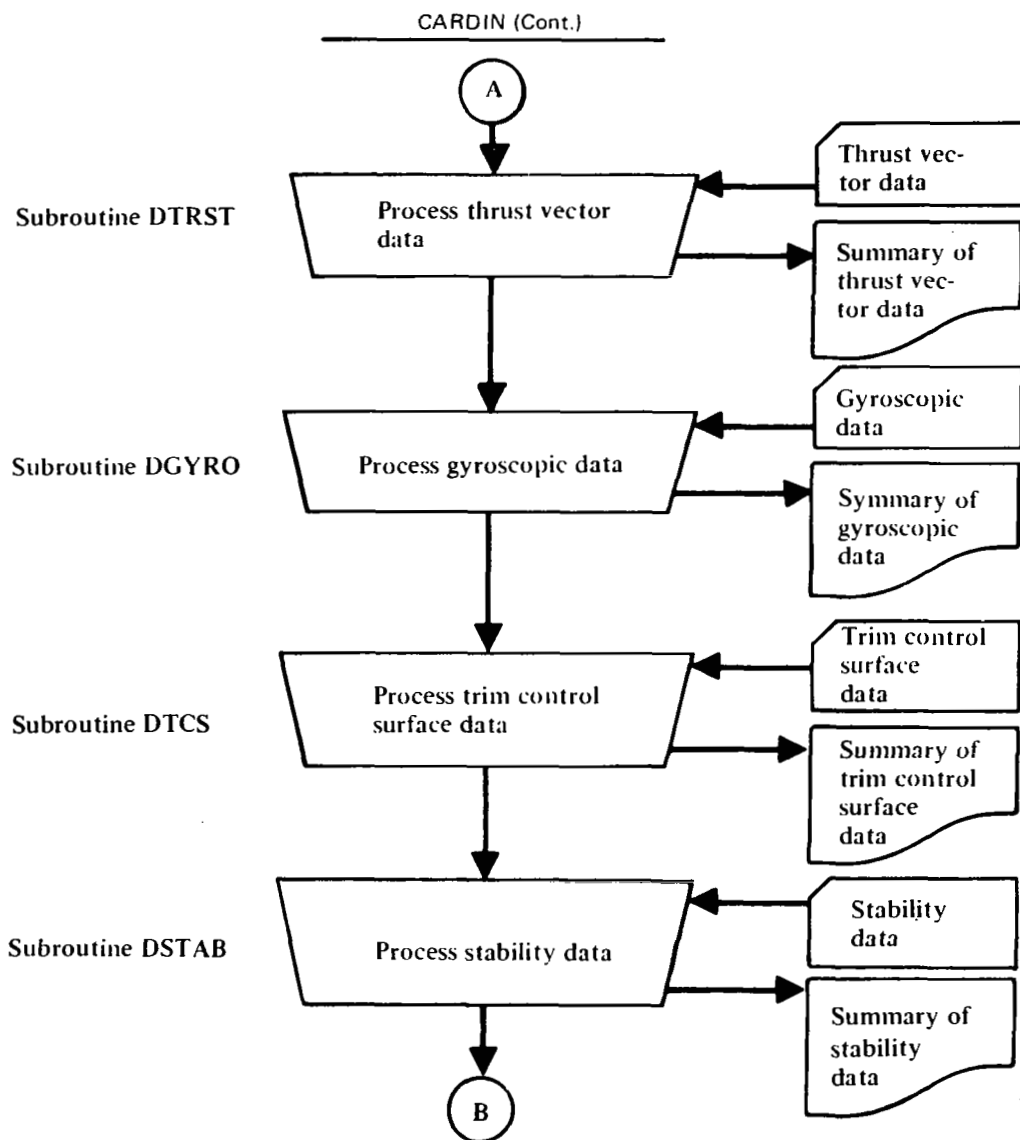 CARDIN (Cont.)
A
Subroutine DTRST
Process thrust vector
data
Thrust vec-
tor data
Summary of
thrust vec-
tor data
Subroutine DGYRO
Process gyroscopic data
Gyroscopic
data
Symmary of
gyroscopic
data
Subroutine DTCS
Process trim control
surface data
Trim control
surface
data
Summary of
trim control
surface
data
Subroutine DSTAB
Process stability data
Stability
data
Summary of
stability
data
B